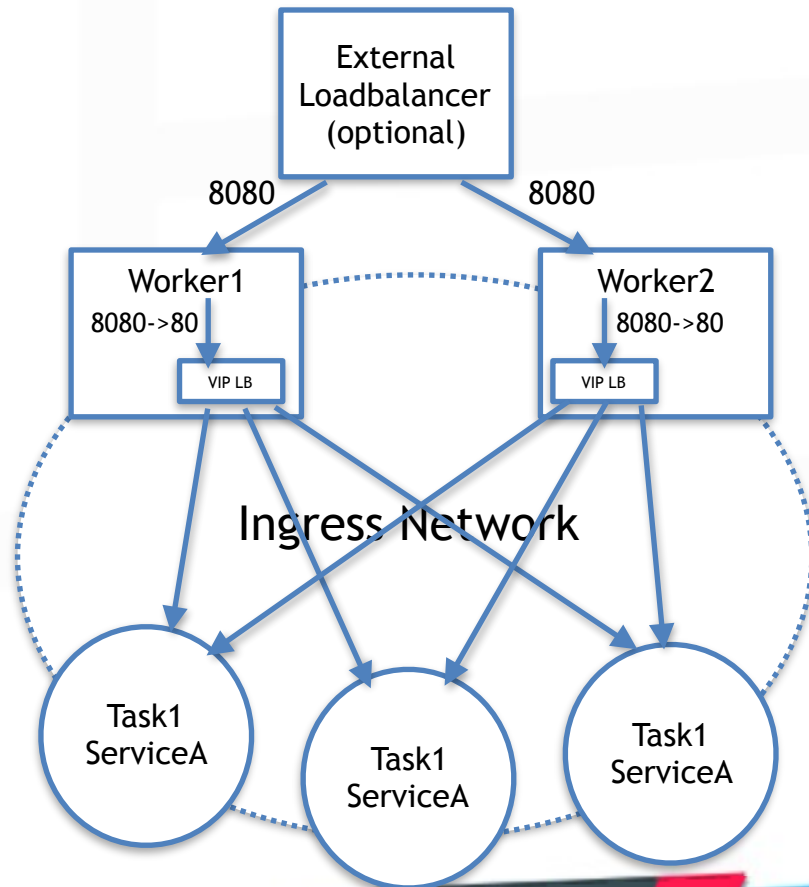 External
Loadbalancer
(optional)
8080
8080
Worker1
8080->80
VIP LB
Worker2
8080->80
VIP LB
Ingress Network
Task1
ServiceA
Task1
ServiceA
Task1
ServiceA